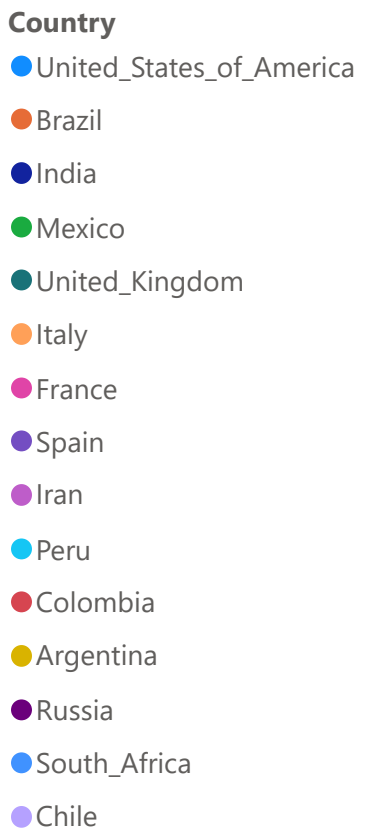 Country
United_States_of_America
Brazil
India
Mexico
United_Kingdom
Italy
France
Spain
Iran
Peru
Colombia
Argentina
Russia
South_Africa
Chile